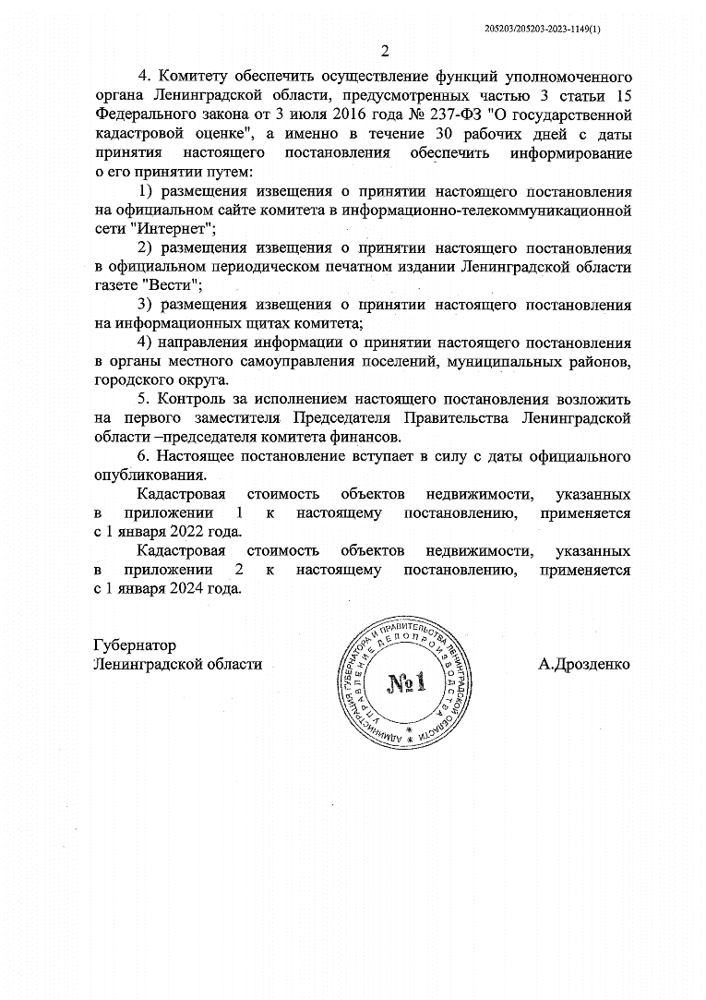 205203/205203-2023-1149(1)
2
4. Комитету обеспечить осуществление функций уполномоченного
органа Ленинградской области, предусмотренных частью 3 статьи 15
Федерального закона от 3 июля 2016 года № 237-ФЗ "О государственной
кадастровой оценке", а именно в течение 30 рабочих дней с даты
принятия настоящего постановления обеспечить информирование
о его принятии путем:
1) размещения извещения о принятии настоящего постановления
на официальном сайте комитета в информационно-телекоммуникационной
сети "Интернет";
2) размещения извещения о принятии настоящего постановления
в официальном периодическом печатном издании Ленинградской области
газете "Вести";
3) размещения извещения о принятии настоящего постановления
на информационных щитах комитета;
4) направления информации о принятии настоящего постановления
в органы местного самоуправления поселений, муниципальных районов,
городского округа.
5. Контроль за исполнением настоящего постановления возложить
на первого заместителя Председателя Правительства Ленинградской
области –председателя комитета финансов.
6. Настоящее постановление вступает в силу с даты официального
опубликования.
Кадастровая стоимость объектов недвижимости, указанных
в приложении 1 к настоящему постановлению, применяется
с 1 января 2022 года.
Кадастровая стоимость объектов недвижимости, указанных
в приложении 2 к настоящему постановлению, применяется
с 1 января 2024 года.
Губернатор
Ленинградской области
А.Дрозденко
АДМИНИСТРАЦИЯ ГУБЕРНАТОРА И ПРАВИТЕЛЬСТВА ЛЕНИНГРАДСКОЙ ОБЛАСТИ
УПРАВЛЕНИЕ ДЕЛОПРОИЗВОДСТВА
№1